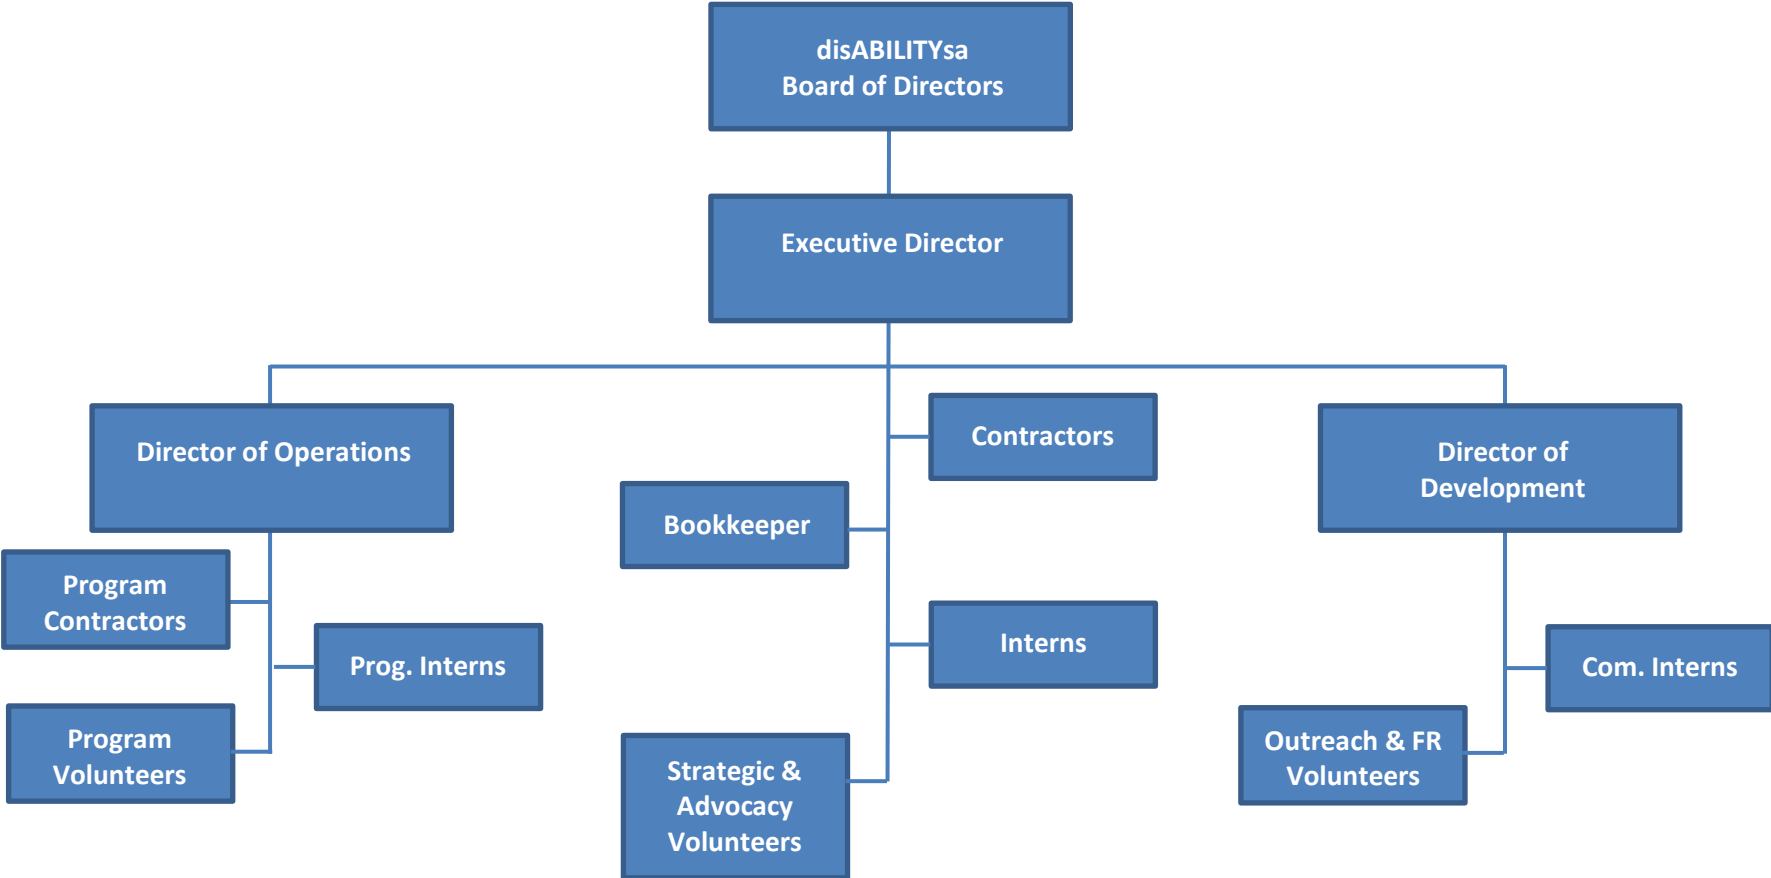 disABILITYsa
Board of Directors
Executive Director
Director of Operations
Contractors
Director of
Development
Bookkeeper
Program
Contractors
Prog. Interns
Interns
Com. Interns
Program
Volunteers
Strategic &
Advocacy
Volunteers
Outreach & FR
Volunteers